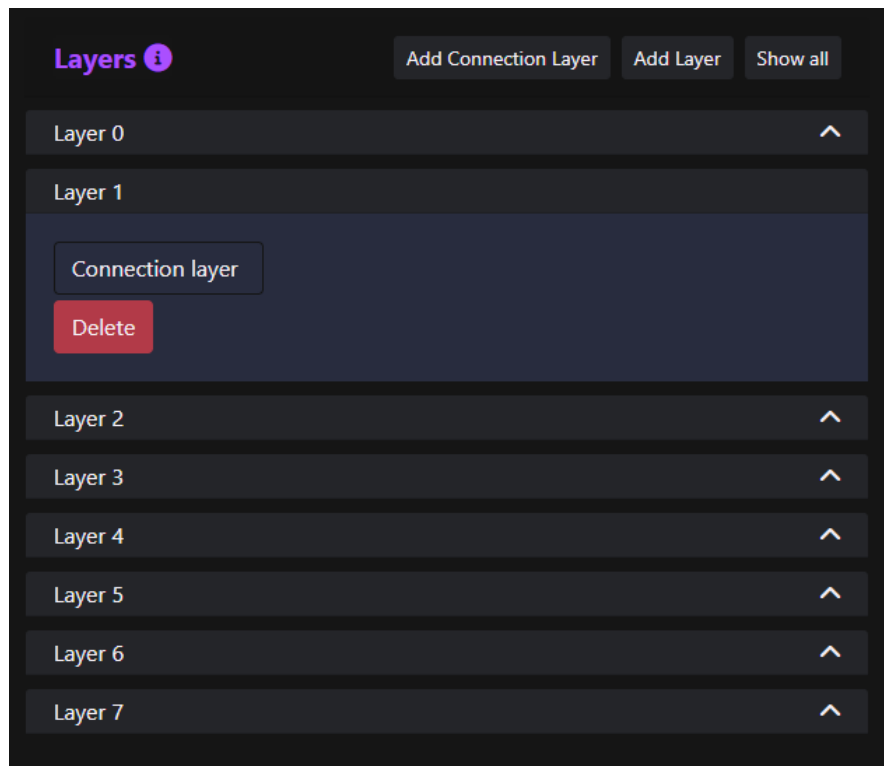 Layers
Add Connection Layer
Add Layer
Show all
Layer 0
Layer 1
Connection layer
Delete
Layer 2
Layer 3
Layer 4
Layer 5
Layer 6
Layer 7